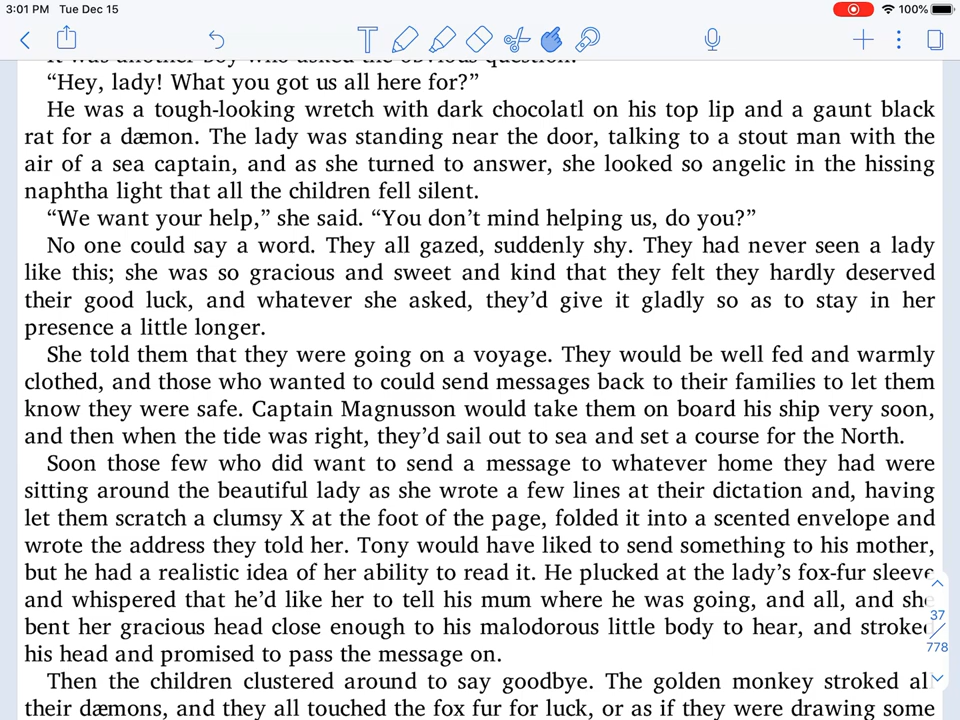 3:01 PM Tue Dec 15
100%
“Hey, lady! What you got us all here for?”
He was a tough-looking wretch with dark chocolatl on his top lip and a gaunt black
rat for a dæmon. The lady was standing near the door, talking to a stout man with the
air of a sea captain, and as she turned to answer, she looked so angelic in the hissing
naphtha light that all the children fell silent.
“We want your help,” she said. “You don’t mind helping us, do you?”
No one could say a word. They all gazed, suddenly shy. They had never seen a lady
like this; she was so gracious and sweet and kind that they felt they hardly deserved
their good luck, and whatever she asked, they’d give it gladly so as to stay in her
presence a little longer.
She told them that they were going on a voyage. They would be well fed and warmly
clothed, and those who wanted to could send messages back to their families to let them
know they were safe. Captain Magnusson would take them on board his ship very soon,
and then when the tide was right, they’d sail out to sea and set a course for the North.
Soon those few who did want to send a message to whatever home they had were
sitting around the beautiful lady as she wrote a few lines at their dictation and, having
let them scratch a clumsy X at the foot of the page, folded it into a scented envelope and
wrote the address they told her. Tony would have liked to send something to his mother,
but he had a realistic idea of her ability to read it. He plucked at the lady’s fox-fur sleeve
and whispered that he’d like her to tell his mum where he was going, and all, and she
bent her gracious head close enough to his malodorous little body to hear, and stroked
his head and promised to pass the message on.
Then the children clustered around to say goodbye. The golden monkey stroked all
their dæmons, and they all touched the fox fur for luck, or as if they were drawing some
37
778